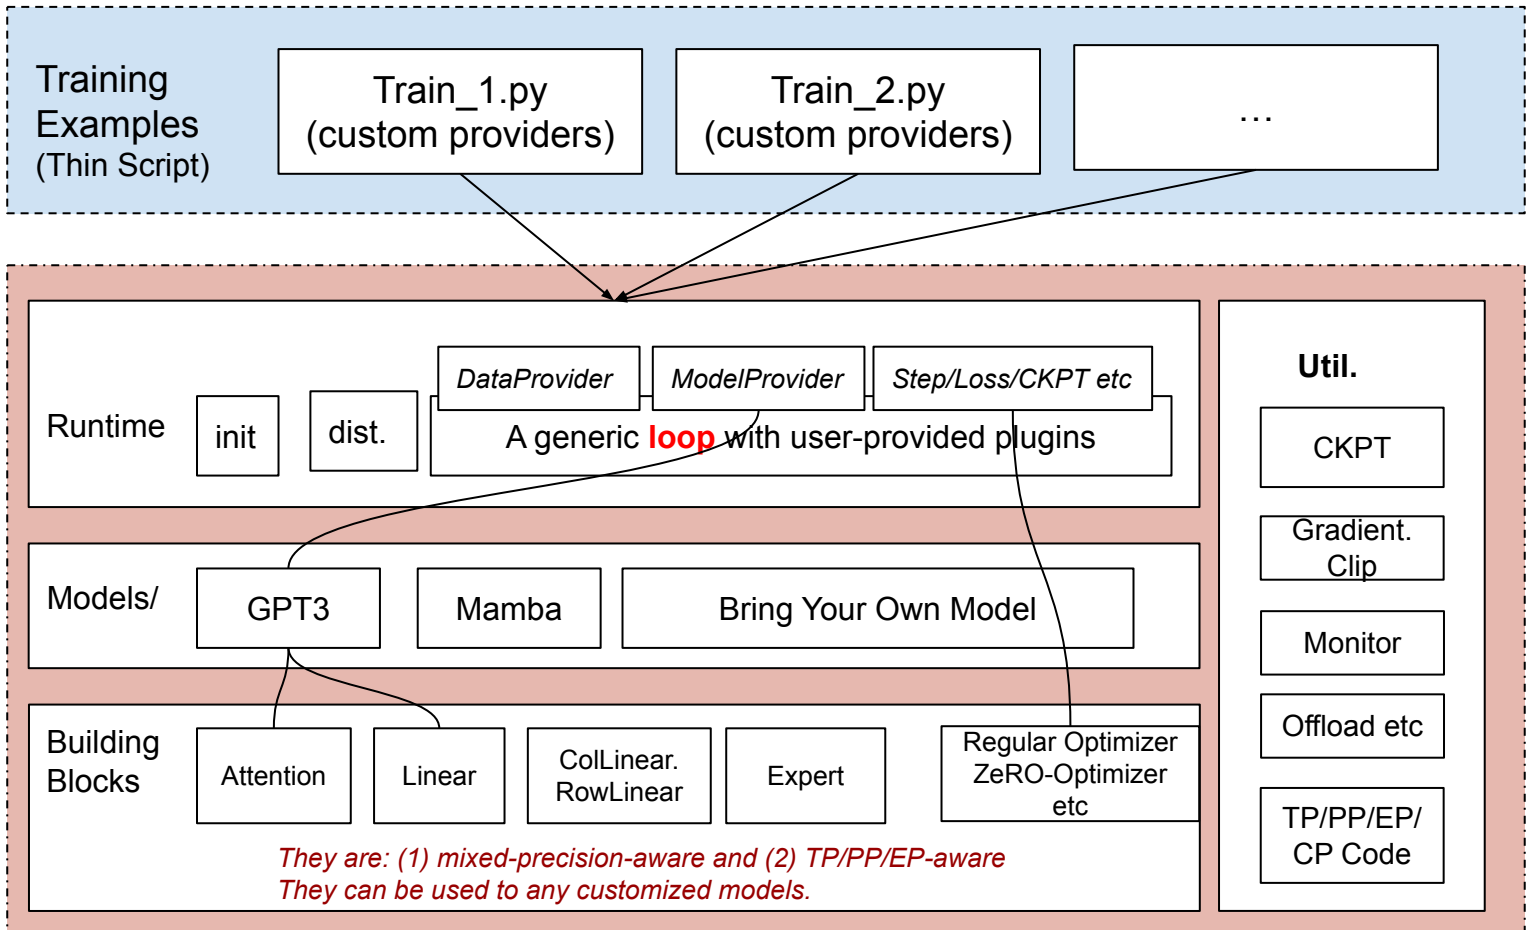 Training
Examples
(Thin Script)
Train_1.py
(custom providers)
Train_2.py
(custom providers)
...
Runtime
init
dist.
DataProvider
ModelProvider
Step/Loss/CKPT etc
A generic loop with user-provided plugins
Models/
GPT3
Mamba
Bring Your Own Model
Building
Blocks
Attention
Linear
ColLinear.
RowLinear
Expert
Regular Optimizer
ZeRO-Optimizer
etc
They are: (1) mixed-precision-aware and (2) TP/PP/EP-aware
They can be used to any customized models.
Util.
CKPT
Gradient.
Clip
Monitor
Offload etc
TP/PP/EP/
CP Code